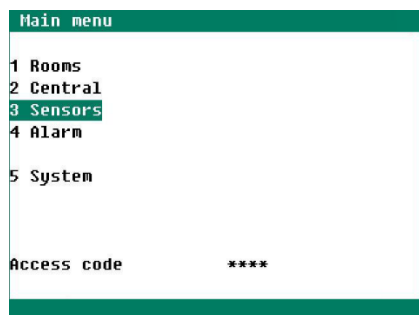 Main menu
1 Rooms
2 Central
3 Sensors
4 Alarm
5 System
Access code ****